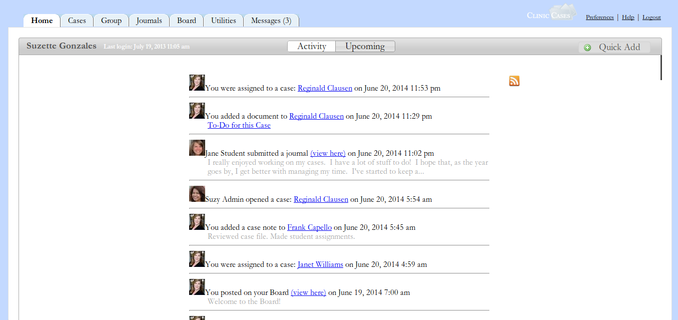 Home Cases Group Journals Board Utilities Messages (3)
CLINIC CASES
Preferences | Help | Logout
Suzette Gonzales Last login: July 19, 2013 11:05 am Activity Upcoming Quick Add
You were assigned to a case: Reginald Clausen on June 20, 2014 11:53 pm
You added a document to Reginald Clausen on June 20, 2014 11:29 pm
To-Do for this Case
Jane Student submitted a journal (view here) on June 20, 2014 11:02 pm
I really enjoyed working on my cases. I have a lot of stuff to do! I hope that, as the year
goes by, I get better with managing my time. I've started to keep a...
Suzy Admin opened a case: Reginald Clausen on June 20, 2014 5:54 am
You added a case note to Frank Capello on June 20, 2014 5:45 am
Reviewed case file. Made student assignments.
You were assigned to a case: Janet Williams on June 20, 2014 4:59 am
You posted on your Board (view here) on June 19, 2014 7:00 am
Welcome to the Board!